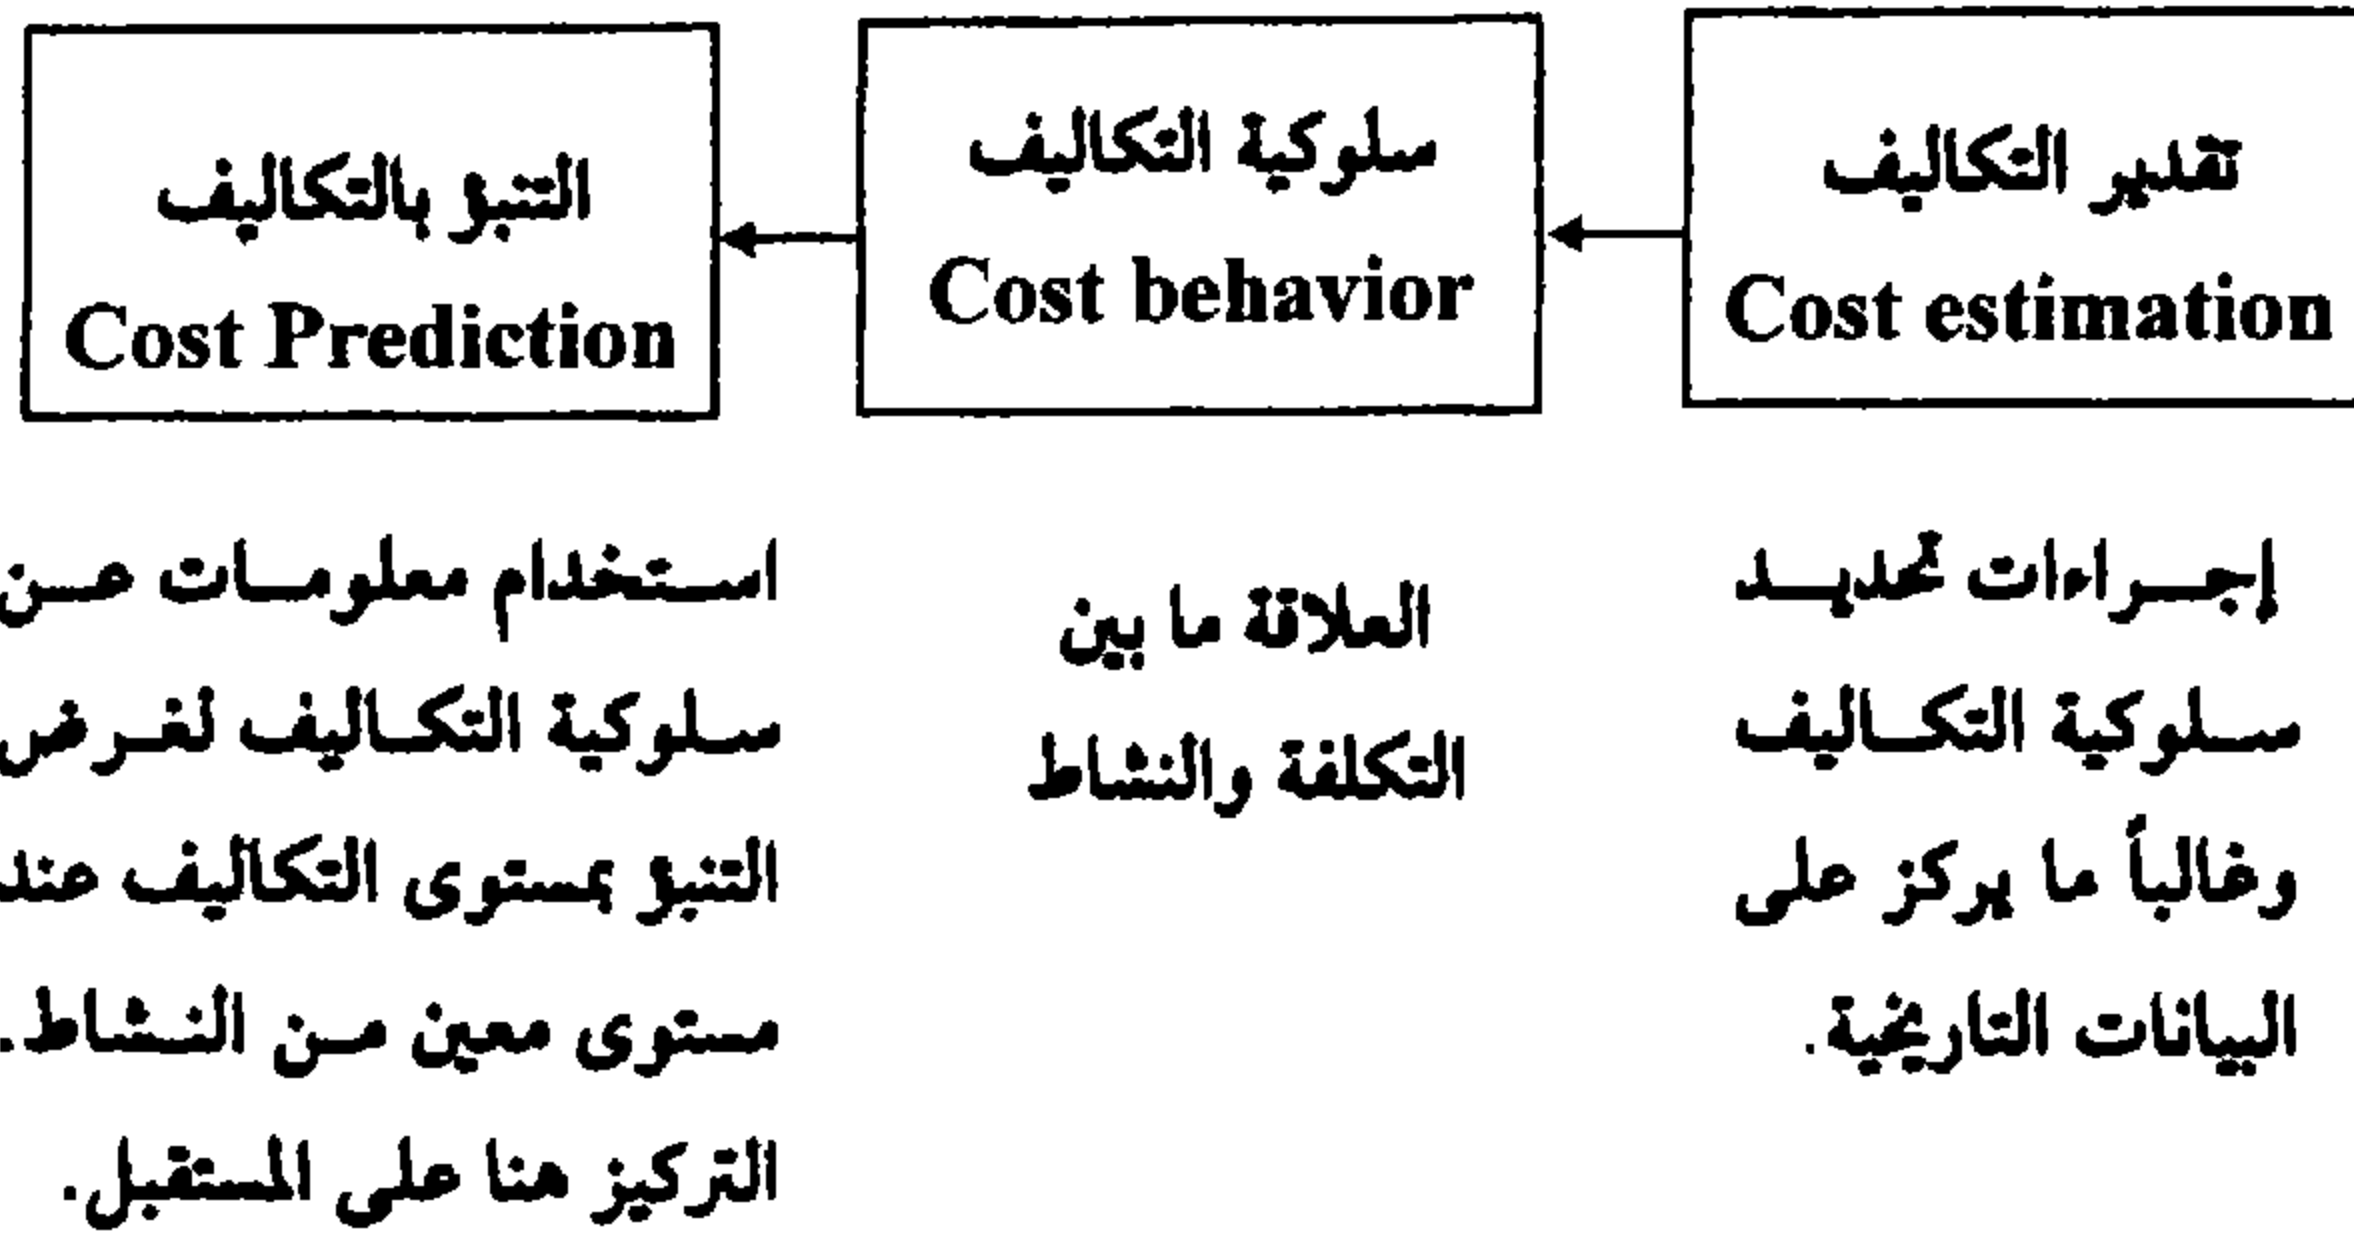 تقدير التكاليف
Cost estimation
سلوكية التكاليف
Cost behavior
التنبؤ بالتكاليف
Cost Prediction
إجراءات تحديد
سلوكية التكاليف
وغالباً ما يركز على
البيانات التاريخية.
العلاقة ما بين
التكلفة والنشاط
استخدام معلومات عن
سلوكية التكاليف لغرض
التنبؤ بمستوى التكاليف عند
مستوى معين من النشاط.
التركيز هنا على المستقبل.